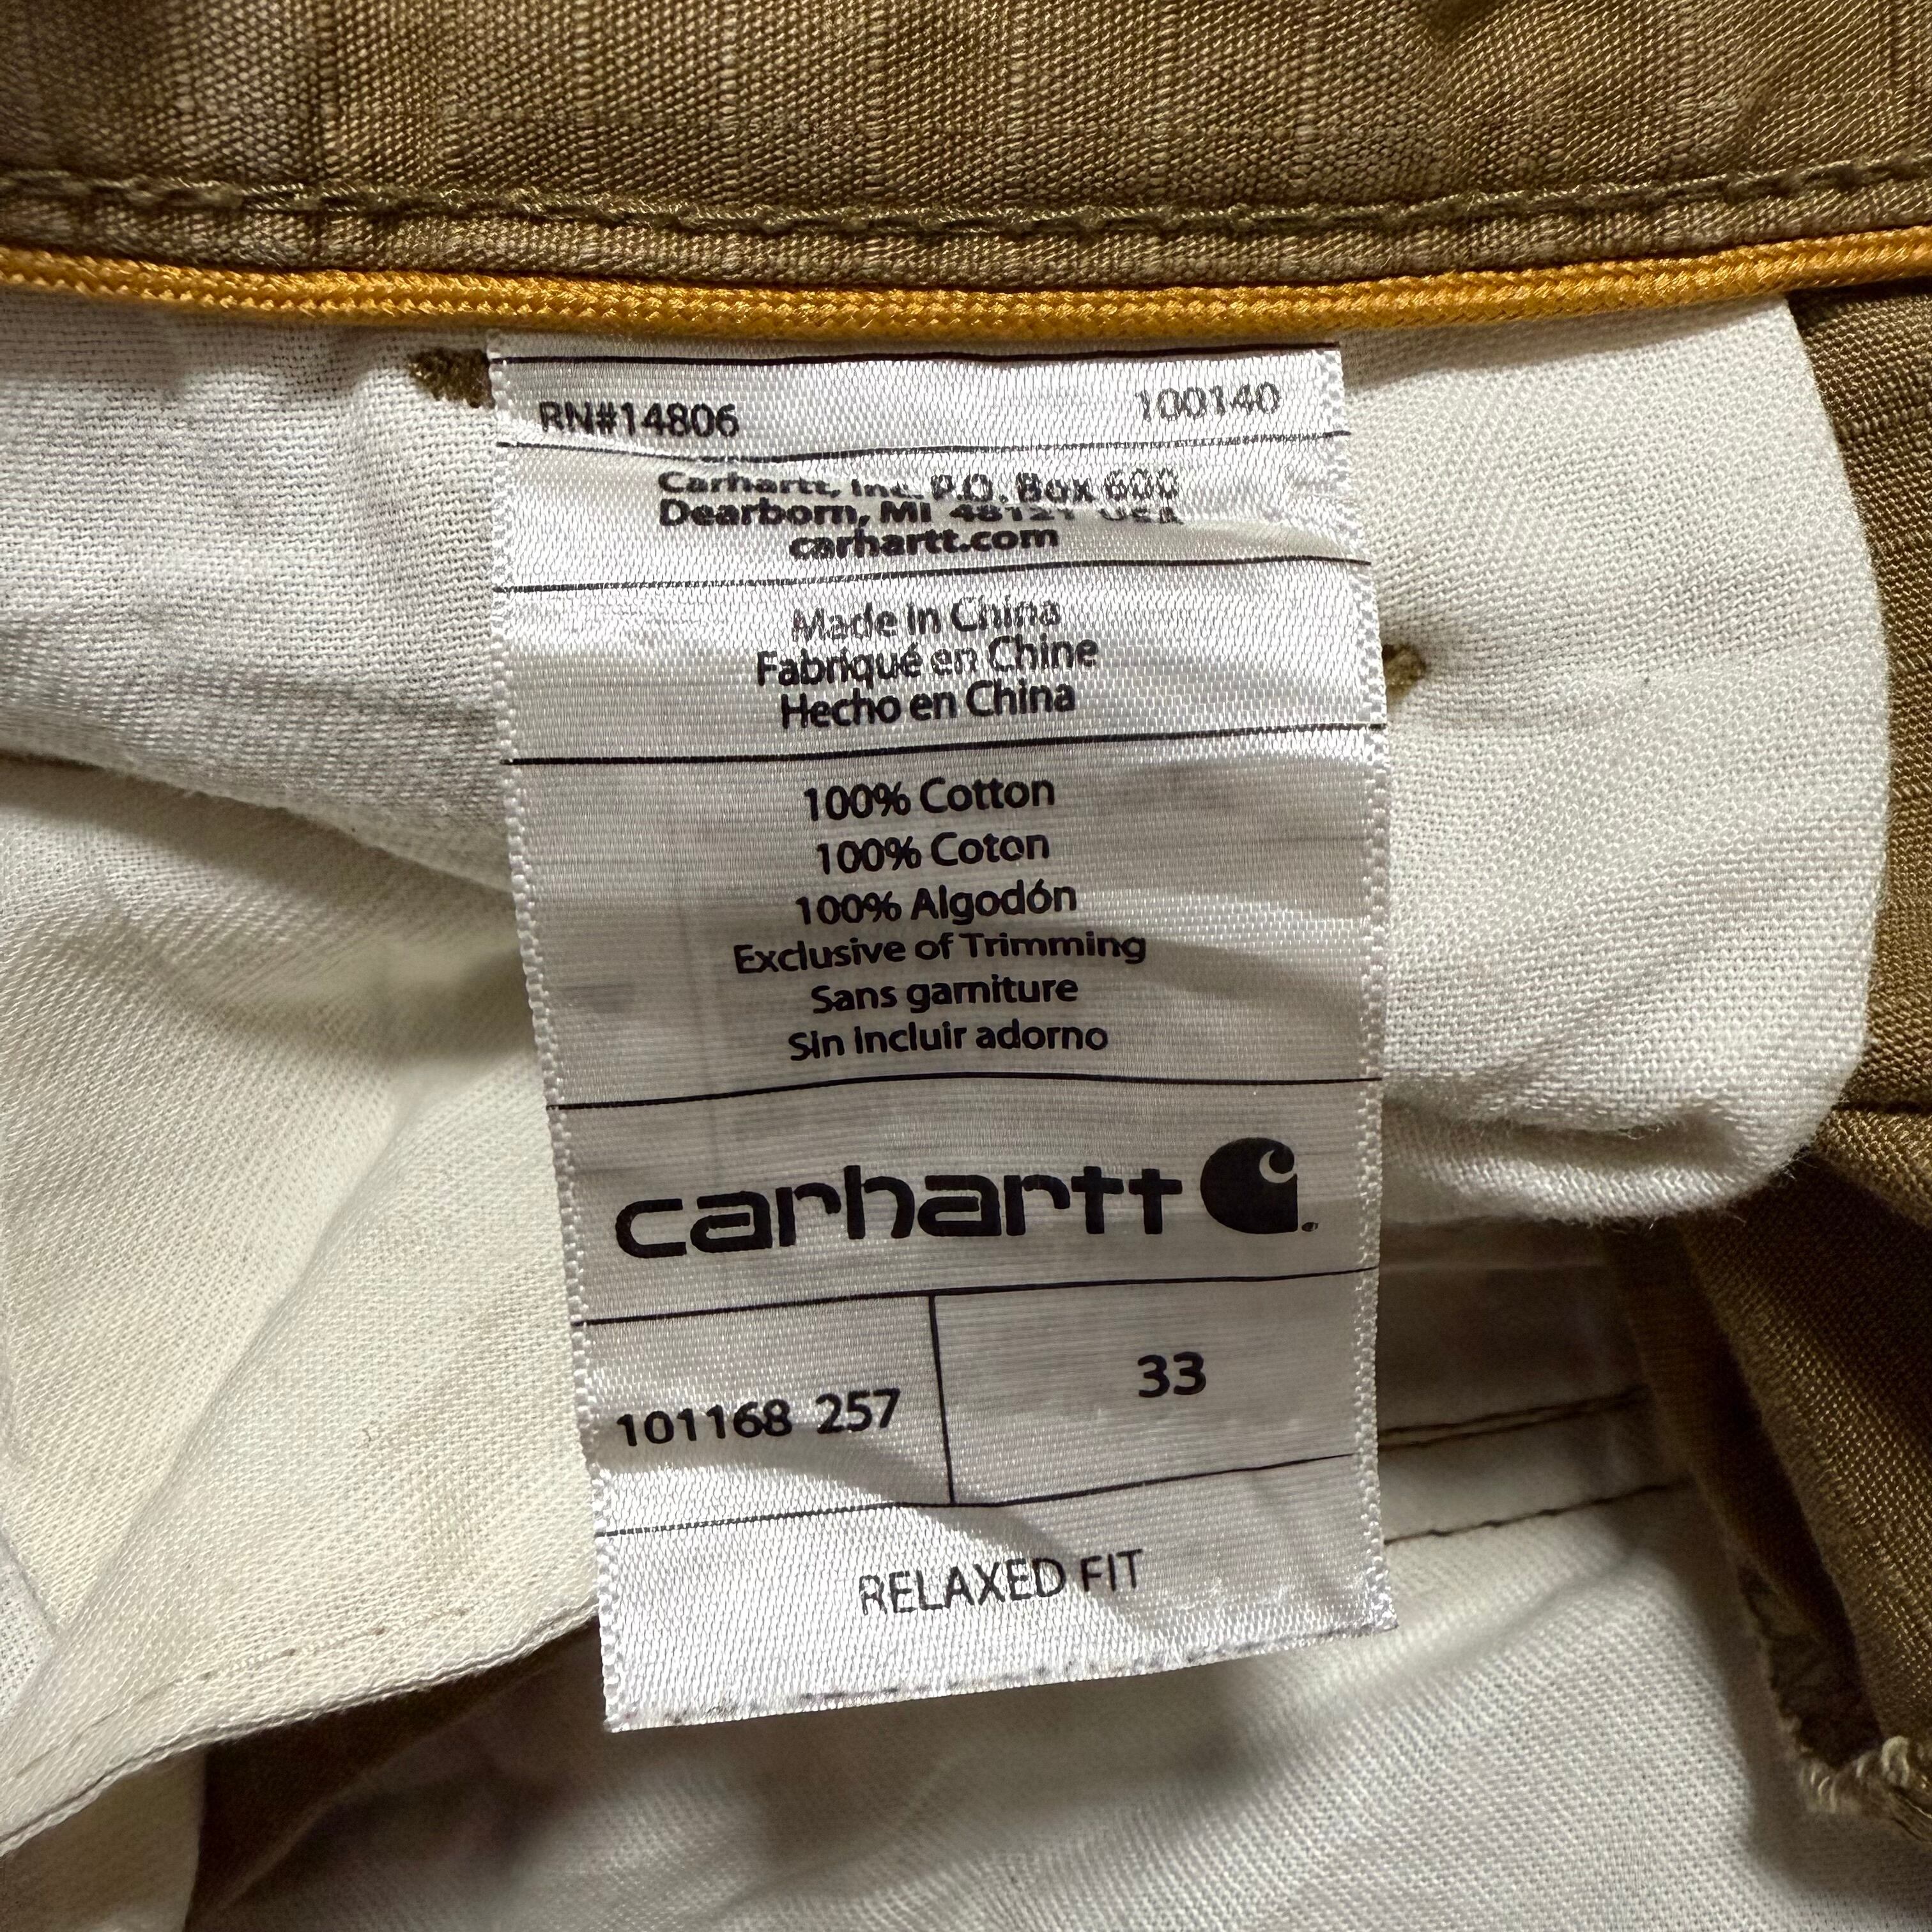 RN#14806 100140
Carhartt, Inc. P.O. Box 600
Dearborn, MI 48121 USA
carhartt.com
Made in China
Fabriqué en Chine
Hecho en China
100% Cotton
100% Coton
100% Algodón
Exclusive of Trimming
Sans garniture
Sin incluir adorno
carhartt
101168 257 33
RELAXED FIT